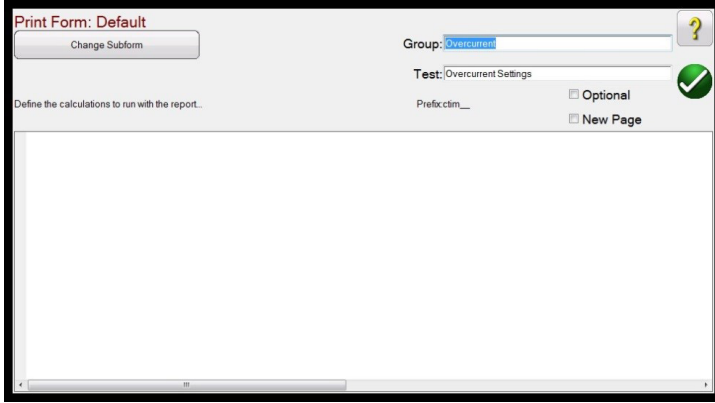 Print Form: Default
Change Subform
Group: Overcurrent
?
Test: Overcurrent Settings
Optional
Define the calculations to run with the report...
Prefix:ctim__
New Page